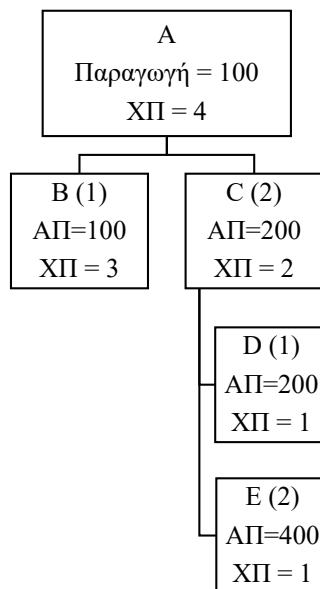 A
Παραγωγή = 100
ΧΠ = 4
B (1)
ΑΠ=100
ΧΠ = 3
C (2)
ΑΠ=200
ΧΠ = 2
D (1)
ΑΠ=200
ΧΠ = 1
E (2)
ΑΠ=400
ΧΠ = 1